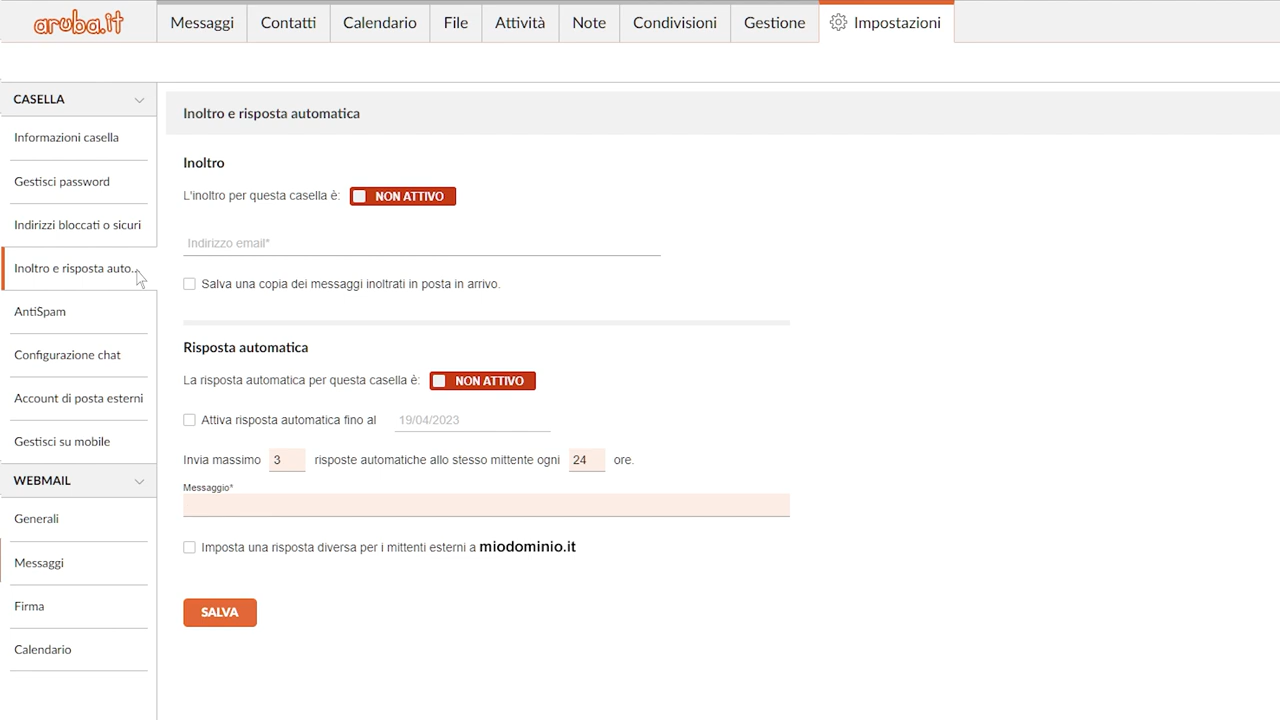 aruba.it
Messaggi Contatti Calendario File Attività Note Condivisioni Gestione Impostazioni
CASELLA
Informazioni casella
Gestisci password
Indirizzi bloccati o sicuri
Inoltro e risposta auto...
AntiSpam
Configurazione chat
Account di posta esterni
Gestisci su mobile
WEBMAIL
Generali
Messaggi
Firma
Calendario
Inoltro e risposta automatica
Inoltro
L'inoltro per questa casella è: NON ATTIVO
Indirizzo email*
Salva una copia dei messaggi inoltrati in posta in arrivo.
Risposta automatica
La risposta automatica per questa casella è: NON ATTIVO
Attiva risposta automatica fino al 19/04/2023
Invia massimo 3 risposte automatiche allo stesso mittente ogni 24 ore.
Messaggio*
Imposta una risposta diversa per i mittenti esterni a miodominio.it
SALVA